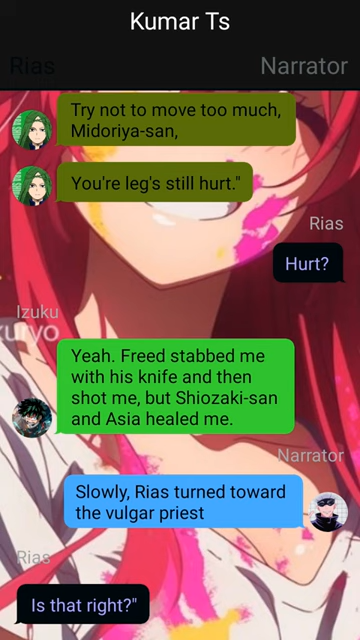 Kumar Ts
Rias
Narrator
Try not to move too much,
Midoriya-san,
You're leg's still hurt."
Rias
Hurt?
Izuku
kuryo
Yeah. Freed stabbed me
with his knife and then
shot me, but Shiozaki-san
and Asia healed me.
Narrator
Slowly, Rias turned toward
the vulgar priest
Rias
Is that right?"